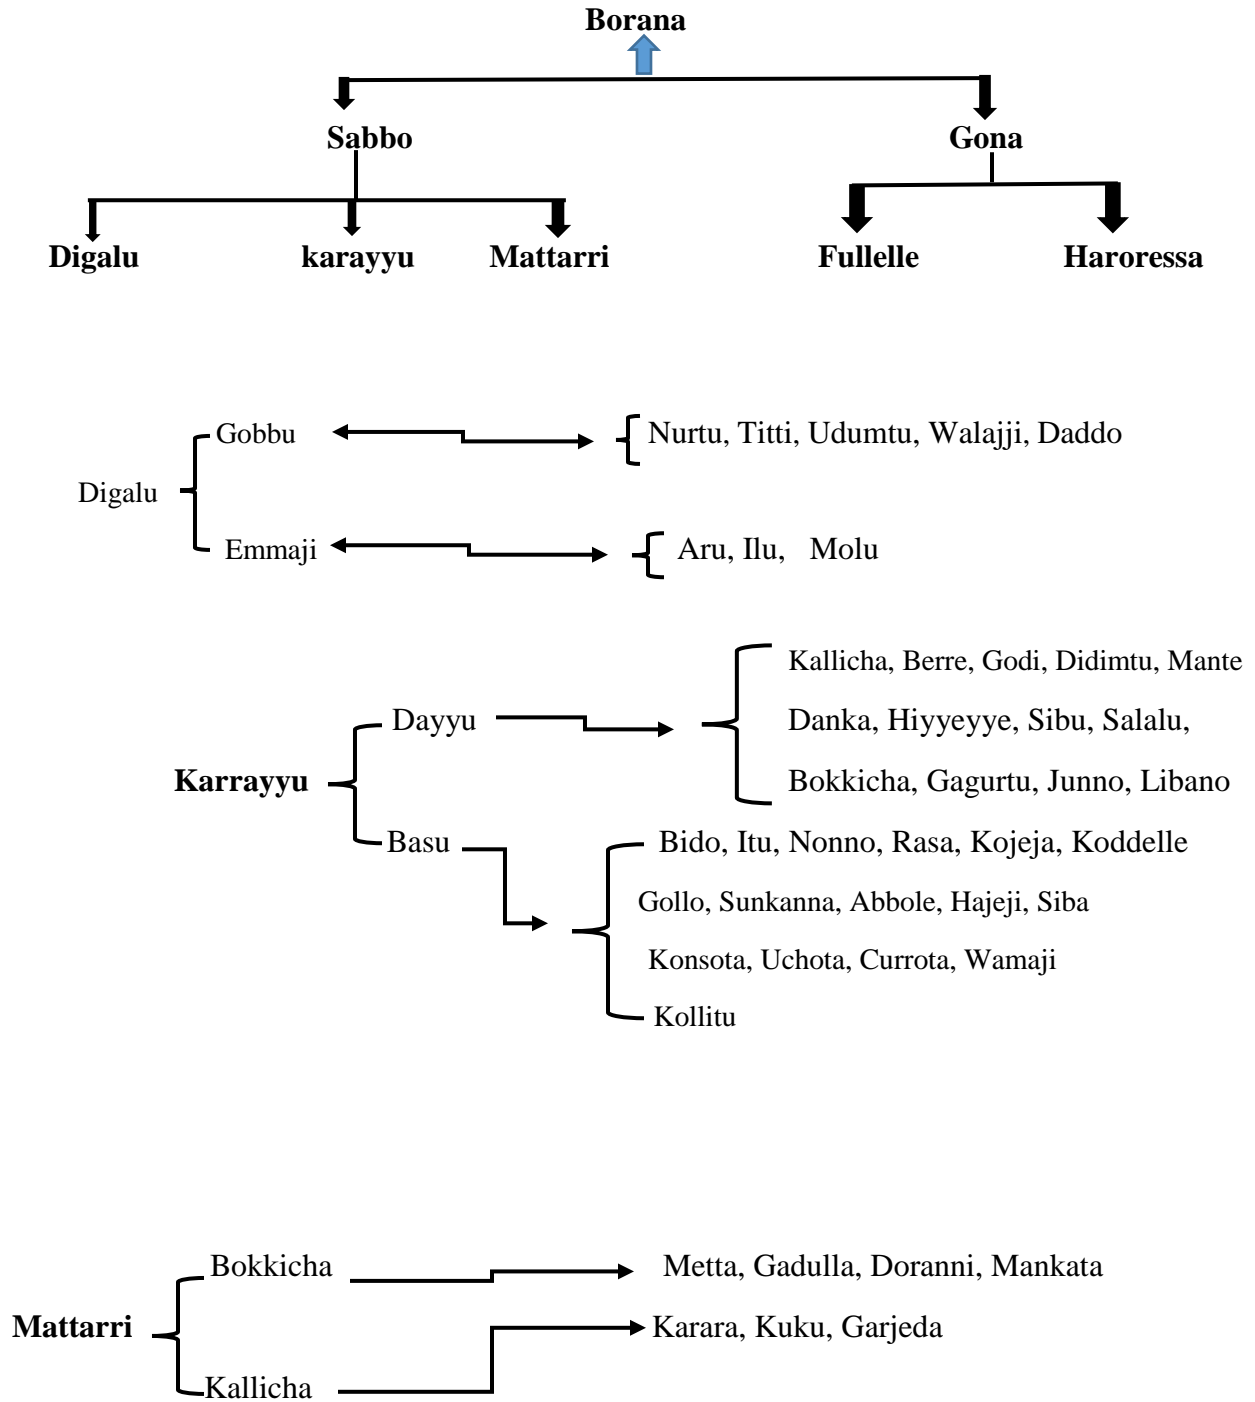 Borana
Sabbo Gona
Digalu karayyu Mattarri Fullelle Haroressa
Gobbu Nurtu, Titti, Udumtu, Walajji, Daddo
Digalu
Emmaji Aru, Ilu, Molu
Kallicha, Berre, Godi, Didimtu, Mante
Dayyu Danka, Hiyyeyye, Sibu, Salalu,
Karrayyu Bokkicha, Gagurtu, Junno, Libano
Basu Bido, Itu, Nonno, Rasa, Kojeja, Koddelle
Gollo, Sunkanna, Abbole, Hajeji, Siba
Konsota, Uchota, Currota, Wamaji
Kollitu
Bokkicha Metta, Gadulla, Doranni, Mankata
Mattarri Karara, Kuku, Garjeda
Kallicha